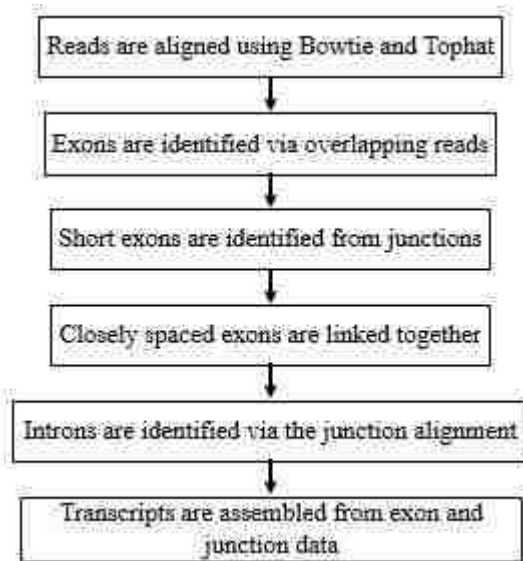 Reads are aligned using Bowtie and Tophat
Exons are identified via overlapping reads
Short exons are identified from junctions
Closely spaced exons are linked together
Introns are identified via the junction alignment
Transcripts are assembled from exon and
junction data